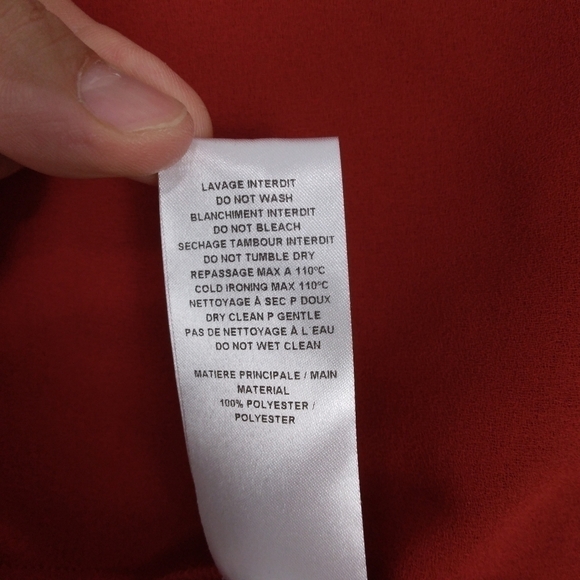 LAVAGE INTERDIT
DO NOT WASH
BLANCHIMENT INTERDIT
DO NOT BLEACH
SECHAGE TAMBOUR INTERDIT
DO NOT TUMBLE DRY
REPASSAGE MAX A 110°C
COLD IRONING MAX 110°C
NETTOYAGE À SEC P DOUX
DRY CLEAN P GENTLE
PAS DE NETTOYAGE À L'EAU
DO NOT WET CLEAN
MATIERE PRINCIPALE / MAIN
MATERIAL
100% POLYESTER /
POLYESTER